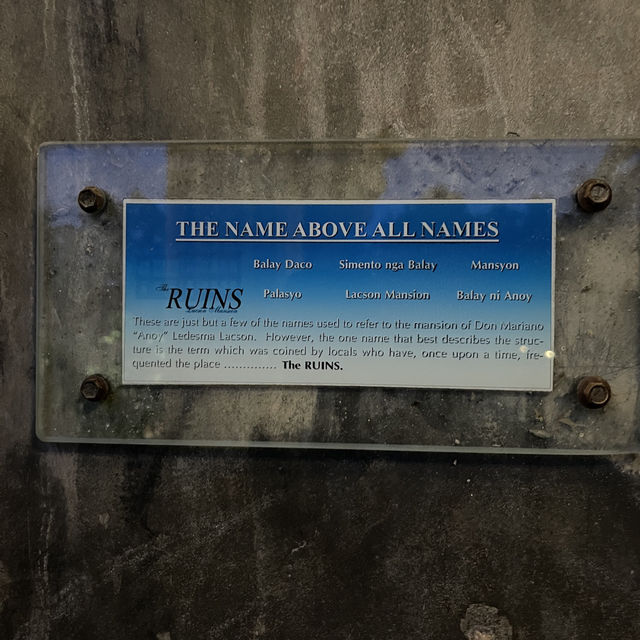 THE NAME ABOVE ALL NAMES
Balay Daco Simento nga Balay Mansyon
The RUINS
Lacson Mansion
Palasyo Lacson Mansion Balay ni Anoy
These are just but a few of the names used to refer to the mansion of Don Mariano
"Anoy" Ledesma Lacson. However, the one name that best describes the struc-
ture is the term which was coined by locals who have, once upon a time, fre-
quented the place .............. The RUINS.